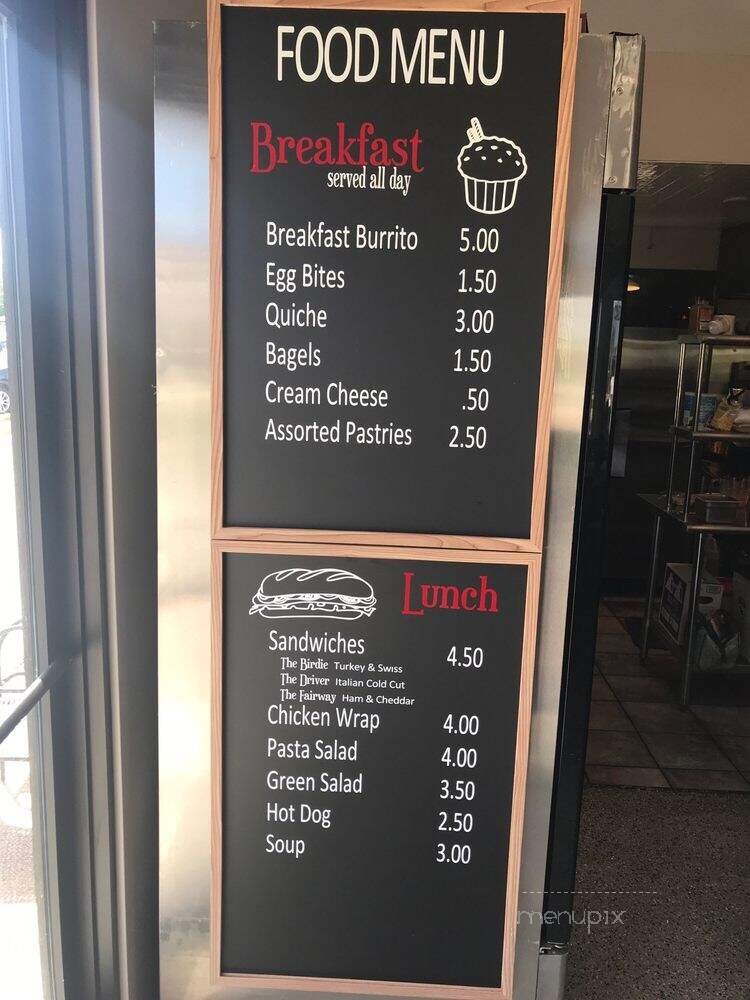 FOOD MENU
Breakfast
served all day
Breakfast Burrito 5.00
Egg Bites 1.50
Quiche 3.00
Bagels 1.50
Cream Cheese .50
Assorted Pastries 2.50
Lunch
Sandwiches 4.50
The Birdie Turkey & Swiss
The Driver Italian Cold Cut
The Fairway Ham & Cheddar
Chicken Wrap 4.00
Pasta Salad 4.00
Green Salad 3.50
Hot Dog 2.50
Soup 3.00
menupix